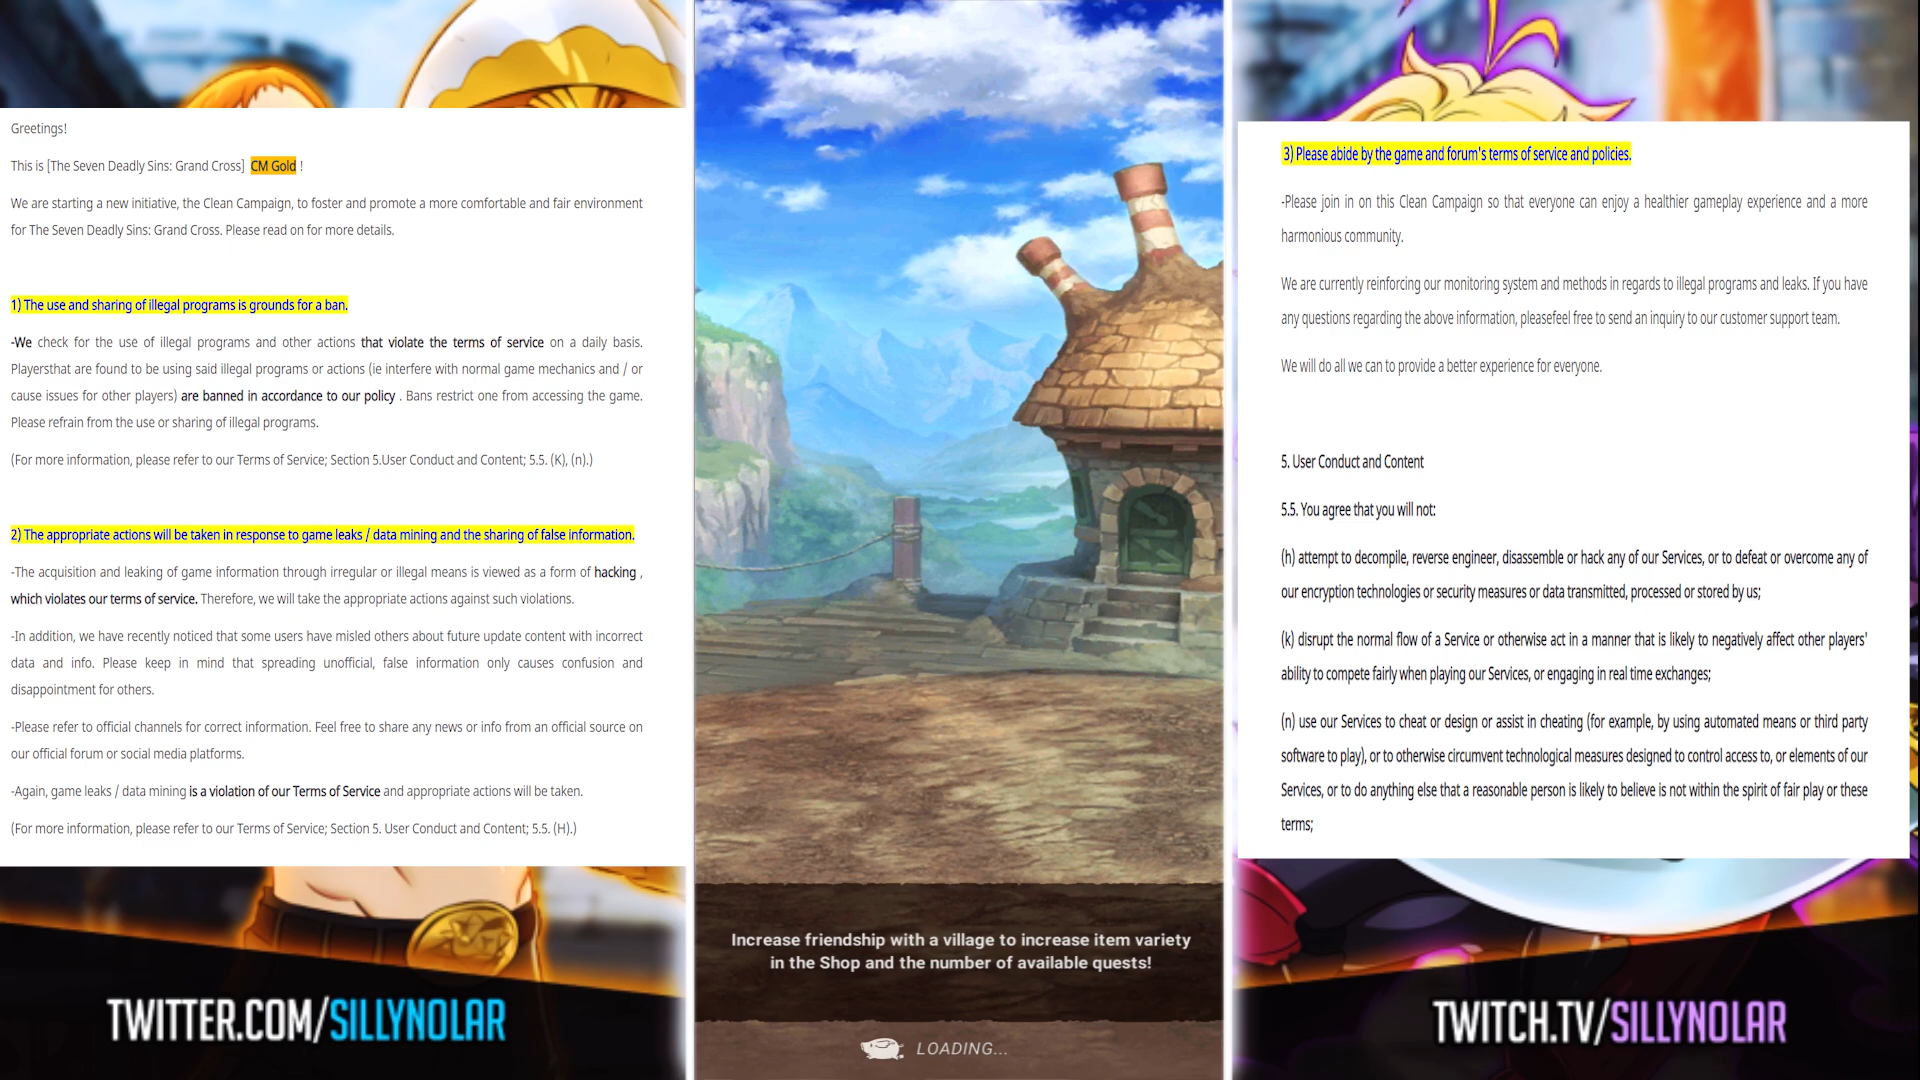 Greetings!
This is [The Seven Deadly Sins: Grand Cross] CM Gold !
We are starting a new initiative, the Clean Campaign, to foster and promote a more comfortable and fair environment
for The Seven Deadly Sins: Grand Cross. Please read on for more details.
1) The use and sharing of illegal programs is grounds for a ban.
-We check for the use of illegal programs and other actions that violate the terms of service on a daily basis.
Playersthat are found to be using said illegal programs or actions (ie interfere with normal game mechanics and / or
cause issues for other players) are banned in accordance to our policy . Bans restrict one from accessing the game.
Please refrain from the use or sharing of illegal programs.
(For more information, please refer to our Terms of Service; Section 5.User Conduct and Content; 5.5. (K), (n).)
2) The appropriate actions will be taken in response to game leaks / data mining and the sharing of false information.
-The acquisition and leaking of game information through irregular or illegal means is viewed as a form of hacking ,
which violates our terms of service. Therefore, we will take the appropriate actions against such violations.
-In addition, we have recently noticed that some users have misled others about future update content with incorrect
data and info. Please keep in mind that spreading unofficial, false information only causes confusion and
disappointment for others.
-Please refer to official channels for correct information. Feel free to share any news or info from an official source on
our official forum or social media platforms.
-Again, game leaks / data mining is a violation of our Terms of Service and appropriate actions will be taken.
(For more information, please refer to our Terms of Service; Section 5. User Conduct and Content; 5.5. (H).)
TWITTER.COM/SILLYNOLAR
Increase friendship with a village to increase item variety
in the Shop and the number of available quests!
LOADING...
3) Please abide by the game and forum's terms of service and policies.
-Please join in on this Clean Campaign so that everyone can enjoy a healthier gameplay experience and a more
harmonious community.
We are currently reinforcing our monitoring system and methods in regards to illegal programs and leaks. If you have
any questions regarding the above information, pleasefeel free to send an inquiry to our customer support team.
We will do all we can to provide a better experience for everyone.
5. User Conduct and Content
5.5. You agree that you will not:
(h) attempt to decompile, reverse engineer, disassemble or hack any of our Services, or to defeat or overcome any of
our encryption technologies or security measures or data transmitted, processed or stored by us;
(k) disrupt the normal flow of a Service or otherwise act in a manner that is likely to negatively affect other players'
ability to compete fairly when playing our Services, or engaging in real time exchanges;
(n) use our Services to cheat or design or assist in cheating (for example, by using automated means or third party
software to play), or to otherwise circumvent technological measures designed to control access to, or elements of our
Services, or to do anything else that a reasonable person is likely to believe is not within the spirit of fair play or these
terms;
TWITCH.TV/SILLYNOLAR